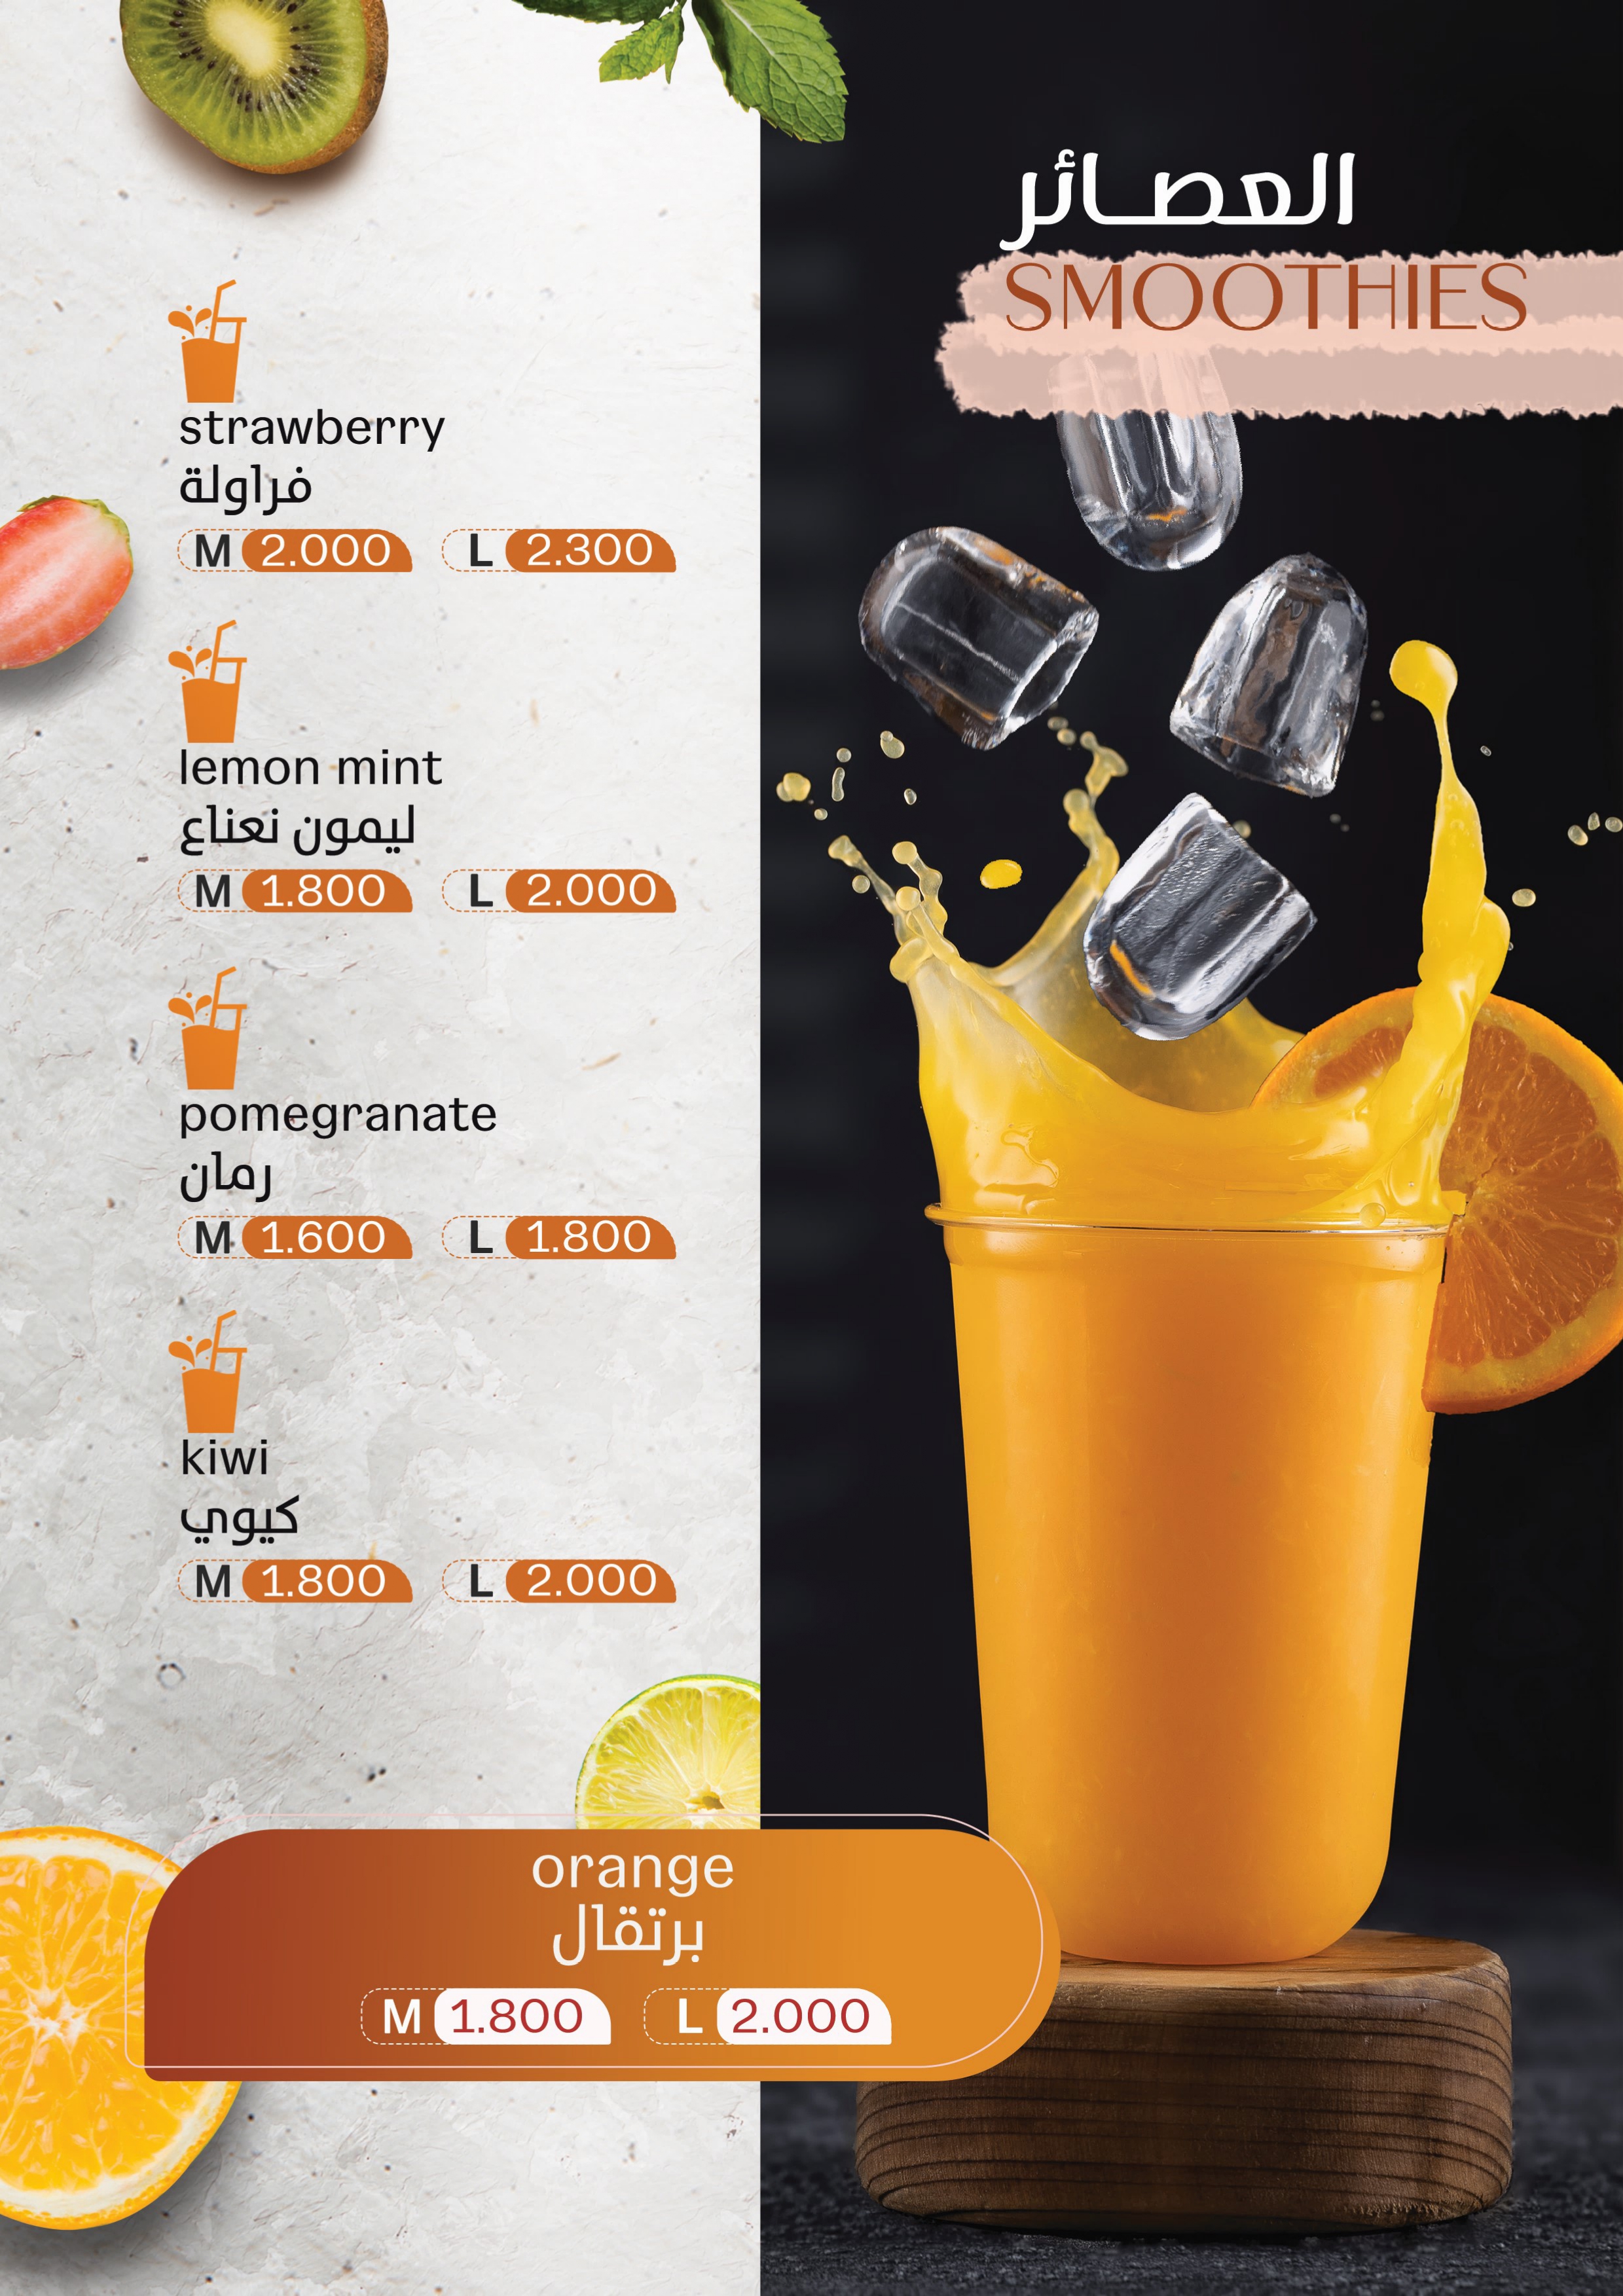 العصائر
SMOOTHIES
strawberry
فراولة
M 2.000 L 2.300
lemon mint
ليمون نعناع
M 1.800 L 2.000
pomegranate
رمان
M 1.600 L 1.800
kiwi
كيوي
M 1.800 L 2.000
orange
برتقال
M 1.800 L 2.000